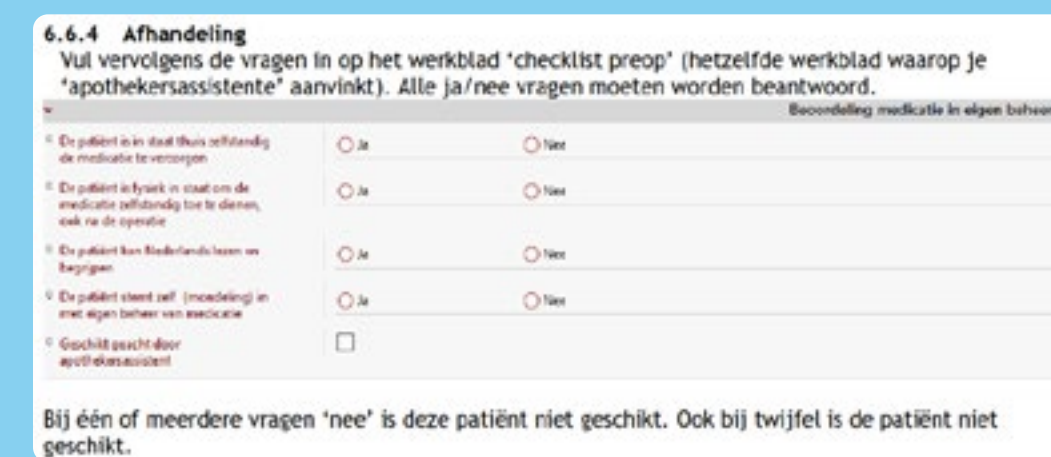 6.6.4 Afhandeling
Vul vervolgens de vragen in op het werkblad ‘checklist preop’ (hetzelfde werkblad waarop je
‘apothekersassistente’ aanvinkt). Alle ja/nee vragen moeten worden beantwoord.
Beoordeling medicatie in eigen beheer
De patiënt is in staat thuis zelfstandig
de medicatie te verzorgen
Ja
Nee
De patiënt is fysiek in staat om de
medicatie zelfstandig toe te dienen,
ook na de operatie
Ja
Nee
De patiënt kan Nederlands lezen en
begrijpen
Ja
Nee
De patiënt stemt zelf (mondeling) in
met eigen beheer van medicatie
Ja
Nee
Geschikt geacht door
apothekersassistent
Bij één of meerdere vragen ‘nee’ is deze patiënt niet geschikt. Ook bij twijfel is de patiënt niet
geschikt.